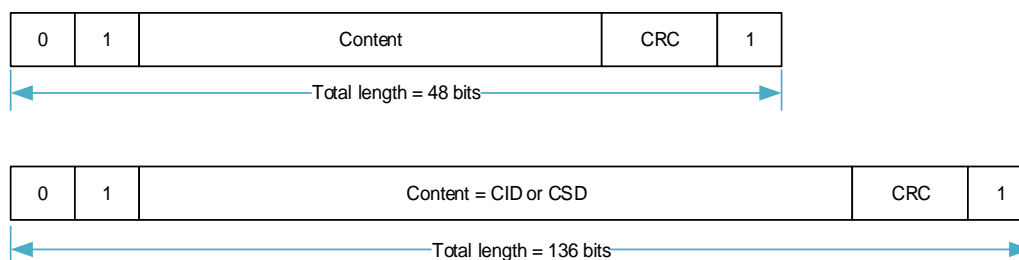 0 1 Content CRC 1
Total length = 48 bits
0 1 Content = CID or CSD CRC 1
Total length = 136 bits